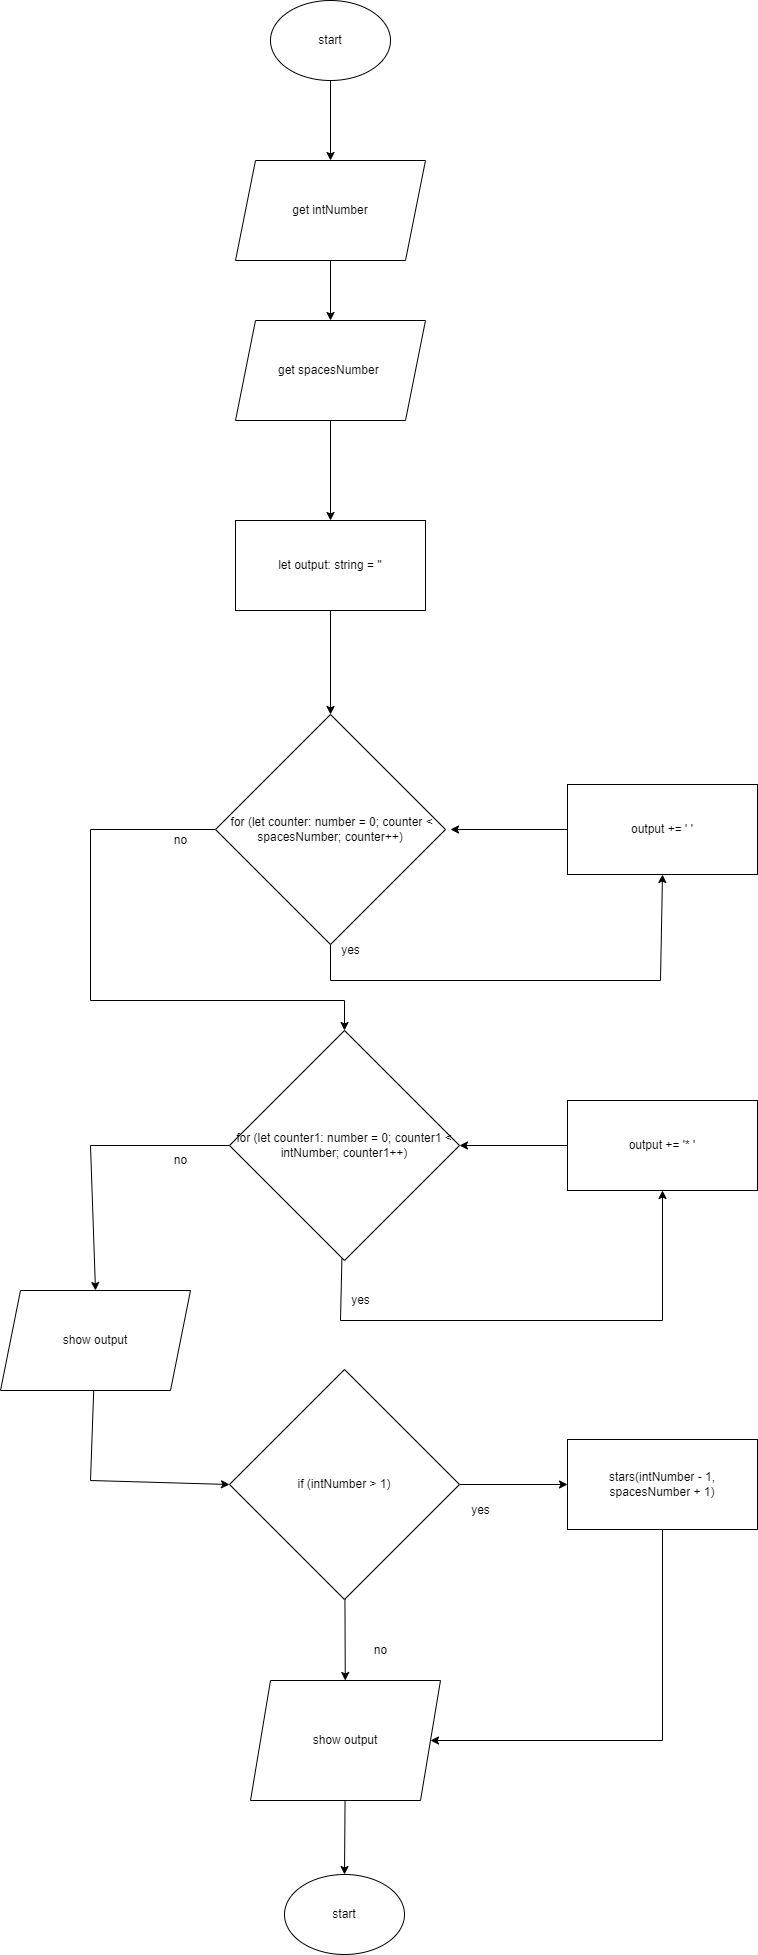 start
get intNumber
get spacesNumber
let output: string = ''
for (let counter: number = 0; counter <
spacesNumber; counter++)
output += ' '
no
yes
for (let counter1: number = 0; counter1 <
intNumber; counter1++)
output += '* '
no
yes
show output
if (intNumber > 1)
stars(intNumber - 1,
spacesNumber + 1)
yes
no
show output
start